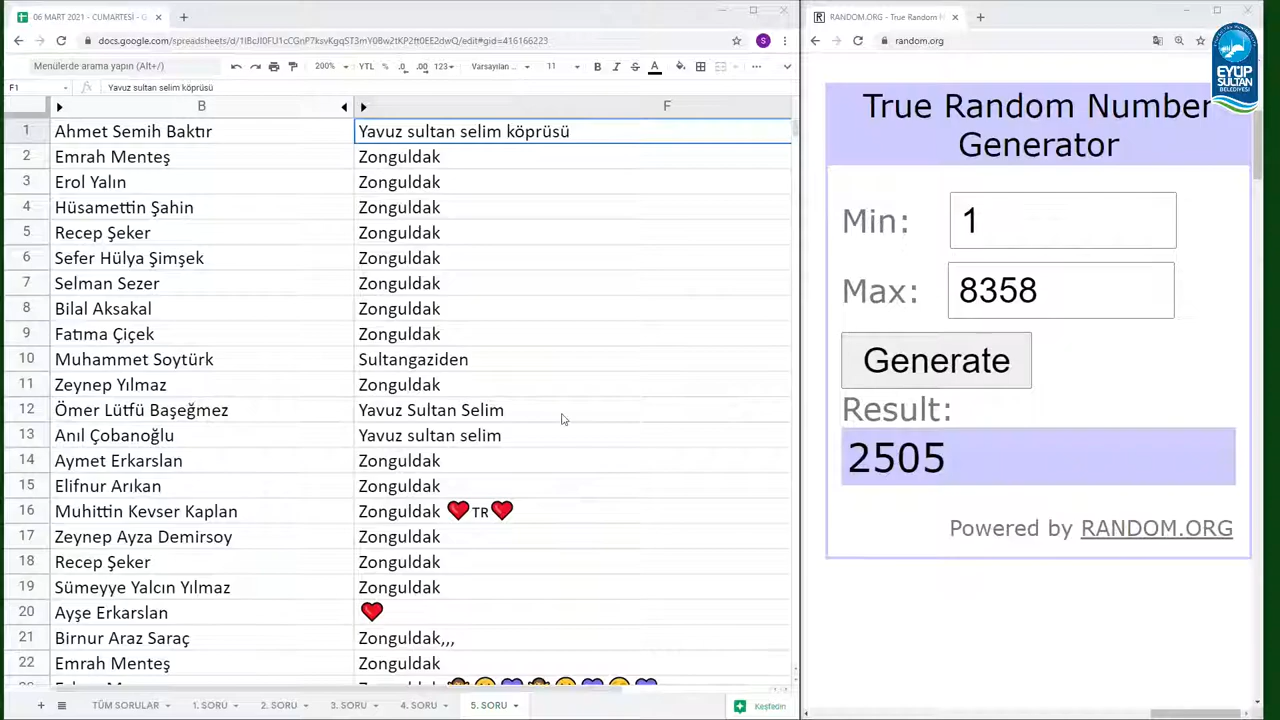 06 MART 2021 - CUMARTESİ - G
docs.google.com/spreadsheets/d/
/edit#gid=416166223
Menülerde arama yapın (Alt+/)
200%
YTL
%
.0
.00
123
Varsayılan...
11
B
I
S
A
F1
Yavuz sultan selim köprüsü
B
F
1 Ahmet Semih Baktır Yavuz sultan selim köprüsü
2 Emrah Menteş Zonguldak
3 Erol Yalın Zonguldak
4 Hüsamettin Şahin Zonguldak
5 Recep Şeker Zonguldak
6 Sefer Hülya Şimşek Zonguldak
7 Selman Sezer Zonguldak
8 Bilal Aksakal Zonguldak
9 Fatıma Çiçek Zonguldak
10 Muhammet Soytürk Sultangaziden
11 Zeynep Yılmaz Zonguldak
12 Ömer Lütfü Başeğmez Yavuz Sultan Selim
13 Anıl Çobanoğlu Yavuz sultan selim
14 Aymet Erkarslan Zonguldak
15 Elifnur Arıkan Zonguldak
16 Muhittin Kevser Kaplan Zonguldak ❤️TR❤️
17 Zeynep Ayza Demirsoy Zonguldak
18 Recep Şeker Zonguldak
19 Sümeyye Yalcın Yılmaz Zonguldak
20 Ayşe Erkarslan ❤️
21 Birnur Araz Saraç Zonguldak,,,
22 Emrah Menteş Zonguldak
TÜM SORULAR
1. SORU
2. SORU
3. SORU
4. SORU
5. SORU
Keşfedin
RANDOM.ORG - True Random N
random.org
EYÜP
SULTAN
BELEDİYESİ
True Random Number
Generator
Min: 1
Max: 8358
Generate
Result:
2505
Powered by RANDOM.ORG